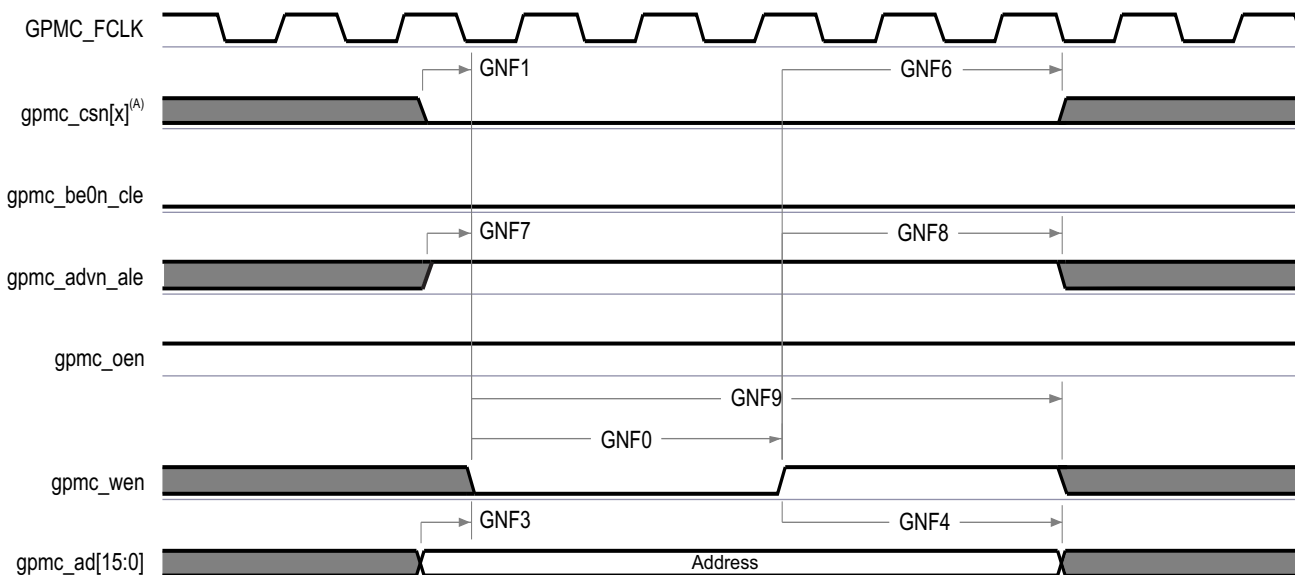 GPMC_FCLK
GNF1
GNF6
gpmc_csn[x](A)
gpmc_be0n_cle
GNF7
GNF8
gpmc_advn_ale
gpmc_oen
GNF9
GNF0
gpmc_wen
GNF3
GNF4
gpmc_ad[15:0]
Address